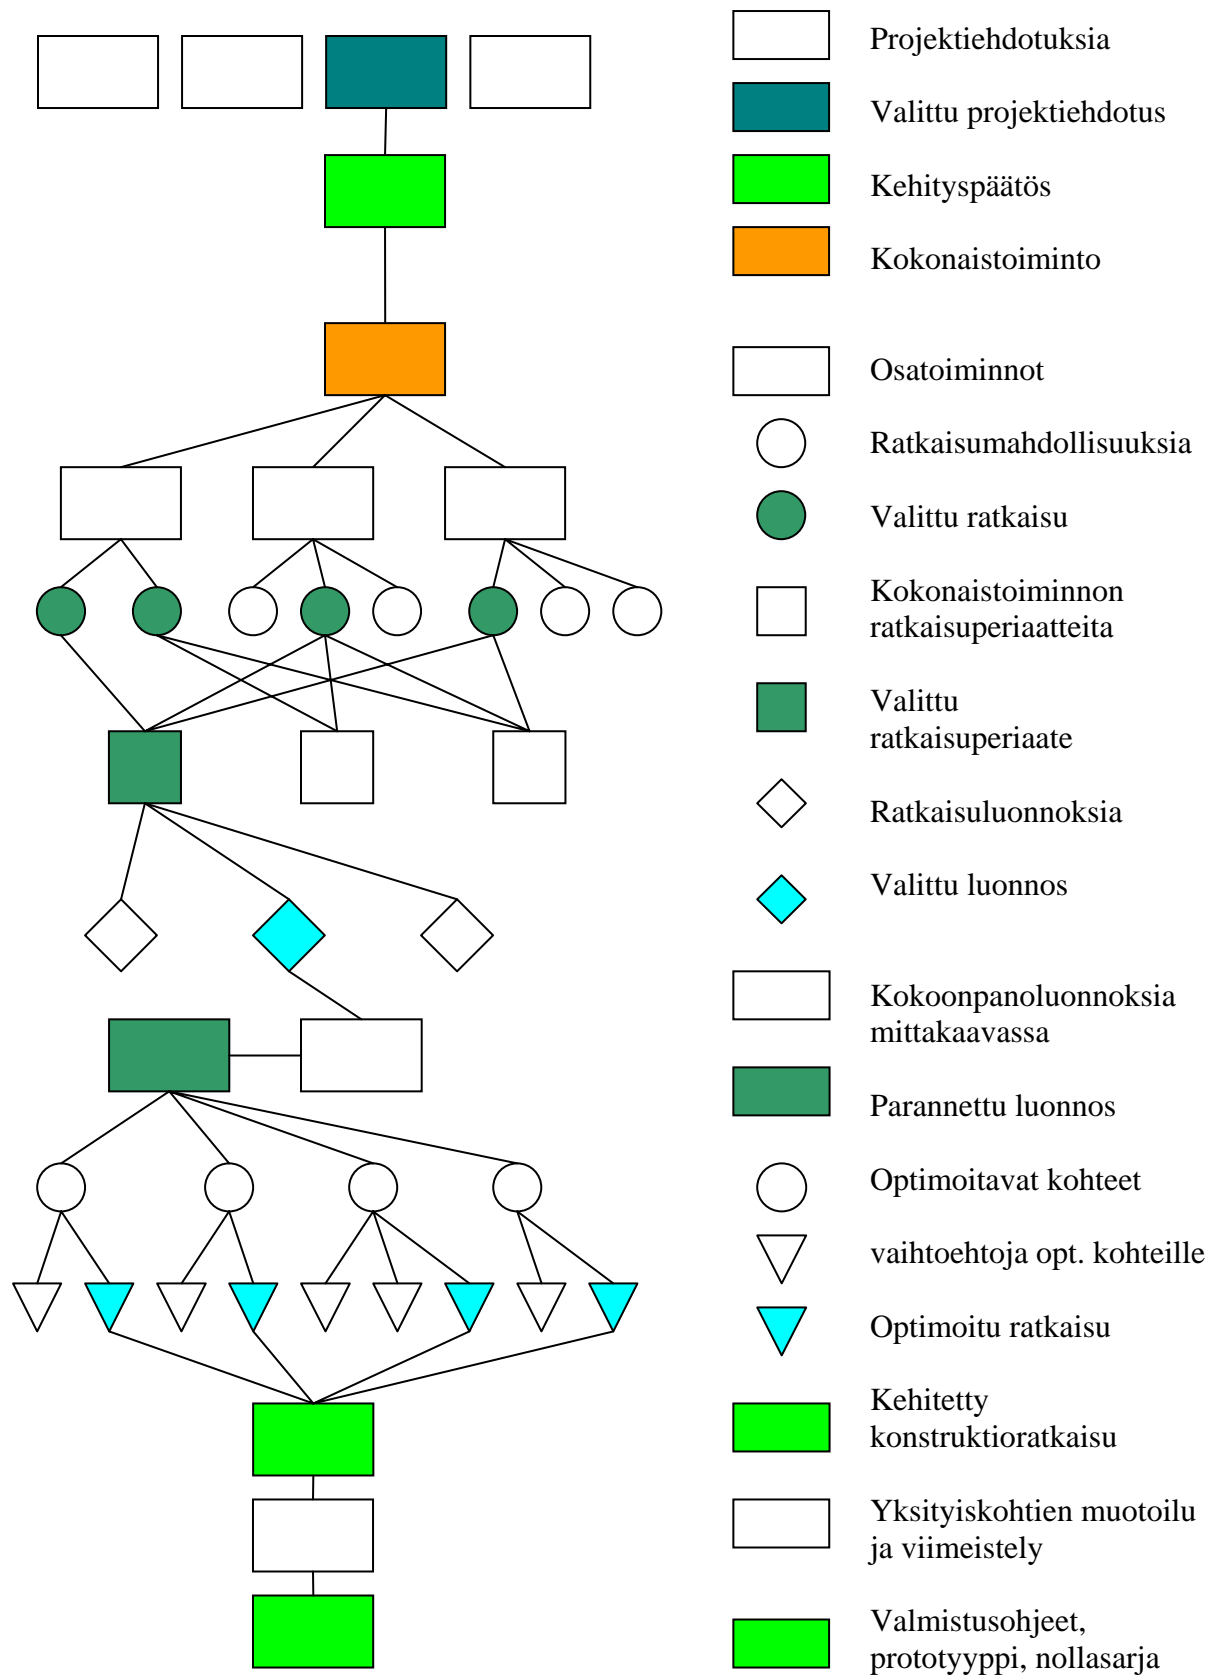 Projektiehdotuksia
Valittu projektiehdotus
Kehityspäätös
Kokonaistoiminto
Osatoiminnot
Ratkaisumahdollisuuksia
Valittu ratkaisu
Kokonaistoiminnon
ratkaisuperiaatteita
Valittu
ratkaisuperiaate
Ratkaisuluonnoksia
Valittu luonnos
Kokoonpanoluonnoksia
mittakaavassa
Parannettu luonnos
Optimoitavat kohteet
vaihtoehtoja opt. kohteille
Optimoitu ratkaisu
Kehitetty
konstruktioratkaisu
Yksityiskohtien muotoilu
ja viimeistely
Valmistusohjeet,
prototyyppi, nollasarja